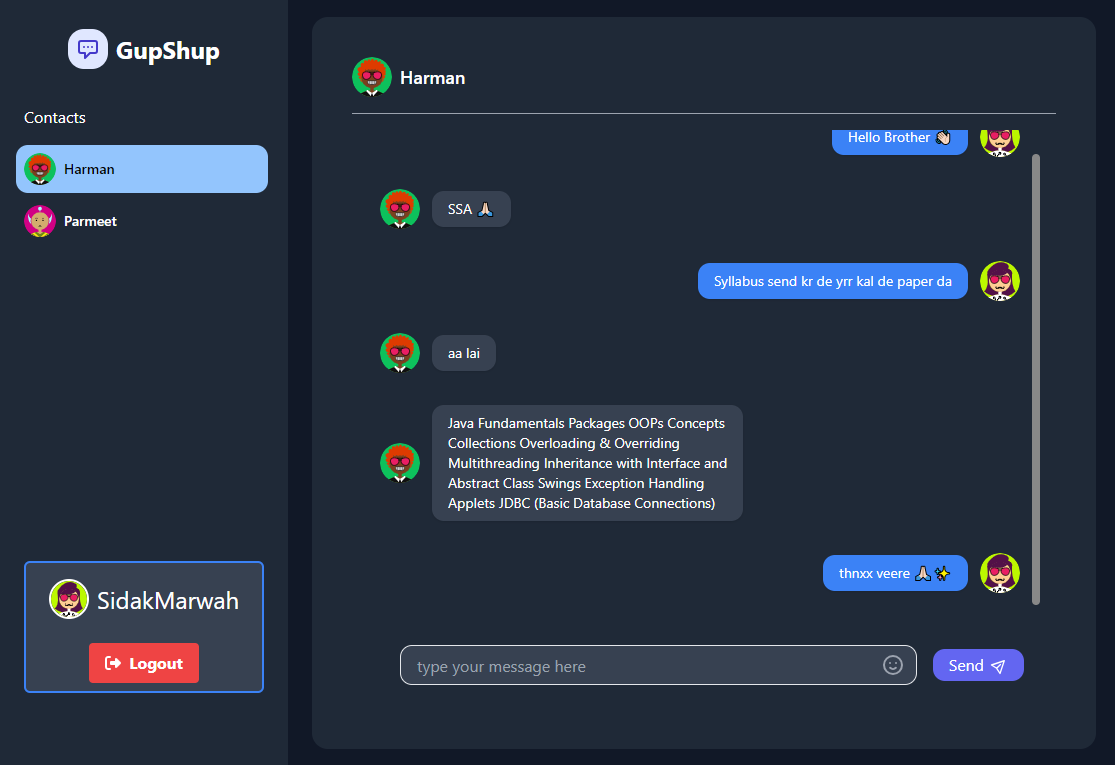 GupShup
Contacts
Harman
Parmeet
SidakMarwah
Logout
Harman
Hello Brother 👋🏻
SSA 🙏🏻
Syllabus send kr de yrr kal de paper da
aa lai
Java Fundamentals Packages OOPs Concepts
Collections Overloading & Overriding
Multithreading Inheritance with Interface and
Abstract Class Swings Exception Handling
Applets JDBC (Basic Database Connections)
thnxx veere 🙏🏻✨
type your message here
Send